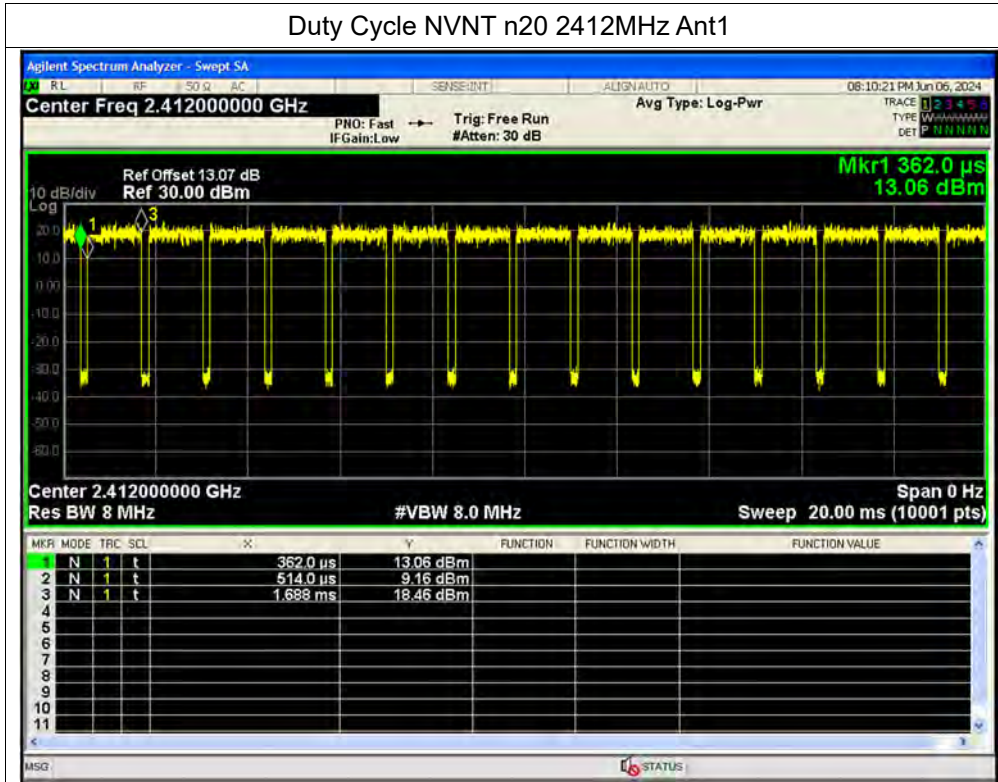 Duty Cycle NVNT n20 2412MHz Ant1
Agilent Spectrum Analyzer - Swept SA
LXI RL RF 50 Ω AC SENSE:INT ALIGN AUTO 08:10:21 PM Jun 06, 2024
Center Freq 2.412000000 GHz Avg Type: Log-Pwr TRACE 1 2 3 4 5 6
PNO: Fast Trig: Free Run TYPE W
IFGain:Low #Atten: 30 dB DET P N N N N N
Mkr1 362.0 µs
Ref Offset 13.07 dB
10 dB/div Ref 30.00 dBm 13.06 dBm
Log
1 3
20.0
10.0
0.00
-10.0
-20.0
-30.0
-40.0
-50.0
-60.0
Center 2.412000000 GHz Span 0 Hz
Res BW 8 MHz #VBW 8.0 MHz Sweep 20.00 ms (10001 pts)
MKR MODE TRC SCL X Y FUNCTION FUNCTION WIDTH FUNCTION VALUE
1 N 1 t 362.0 µs 13.06 dBm
2 N 1 t 514.0 µs 9.16 dBm
3 N 1 t 1.688 ms 18.46 dBm
4
5
6
7
8
9
10
11
MSG STATUS